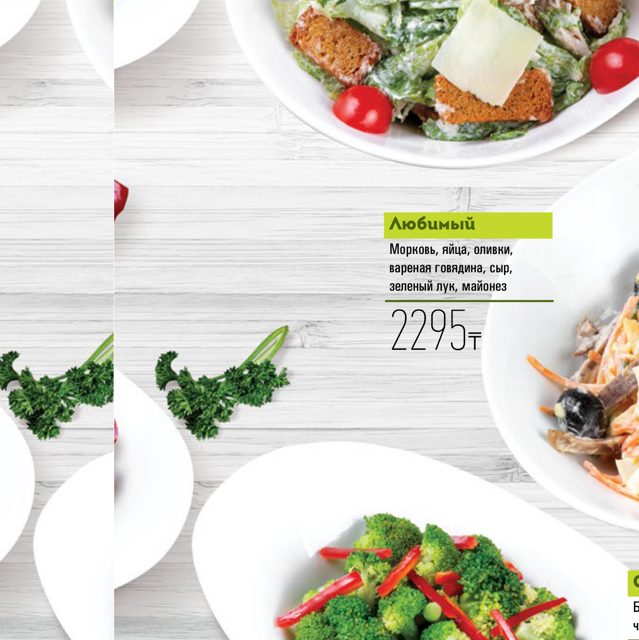 Любимый
Морковь, яйца, оливки,
вареная говядина, сыр,
зеленый лук, майонез
2295₸